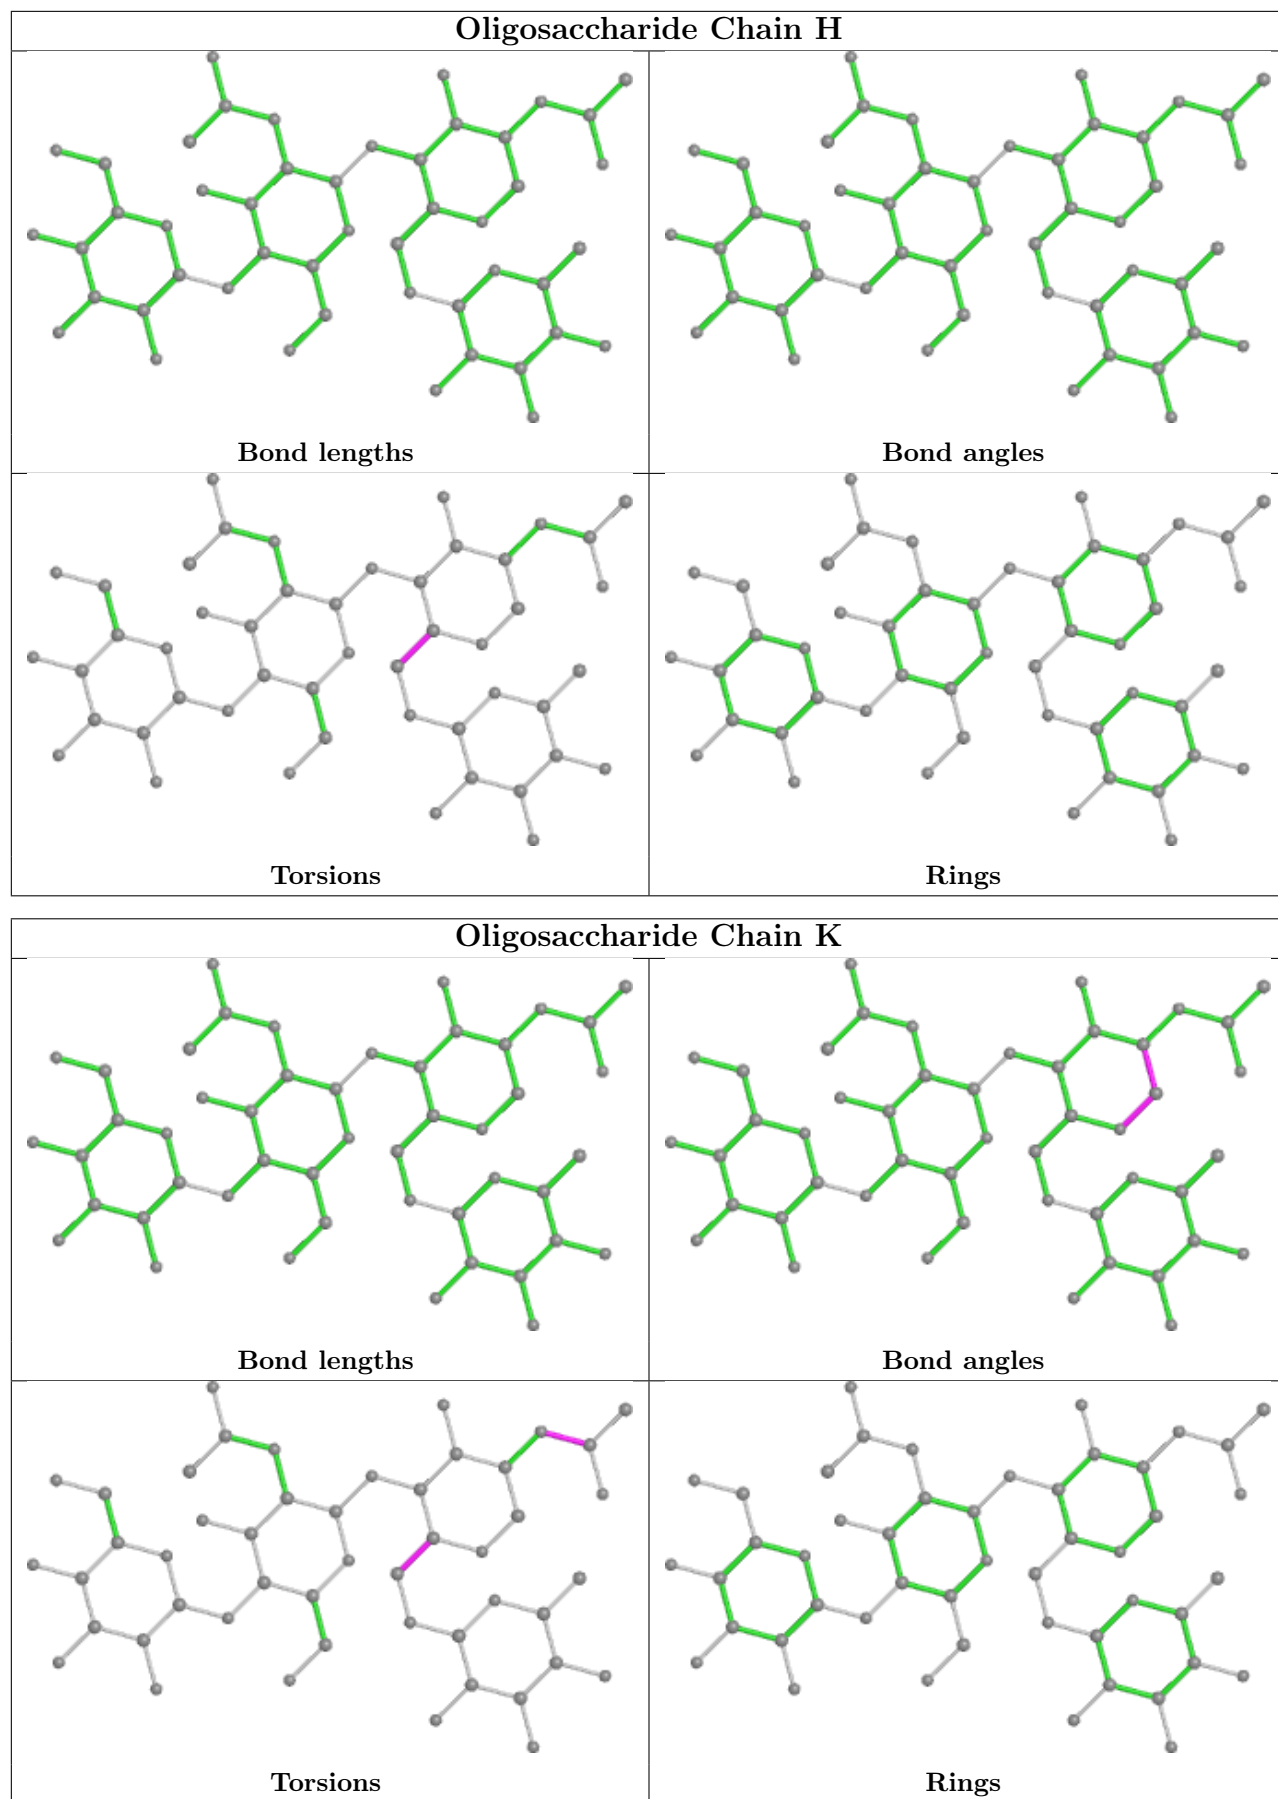 Oligosaccharide Chain H
Bond lengths
Bond angles
Torsions
Rings
Oligosaccharide Chain K
Bond lengths
Bond angles
Torsions
Rings